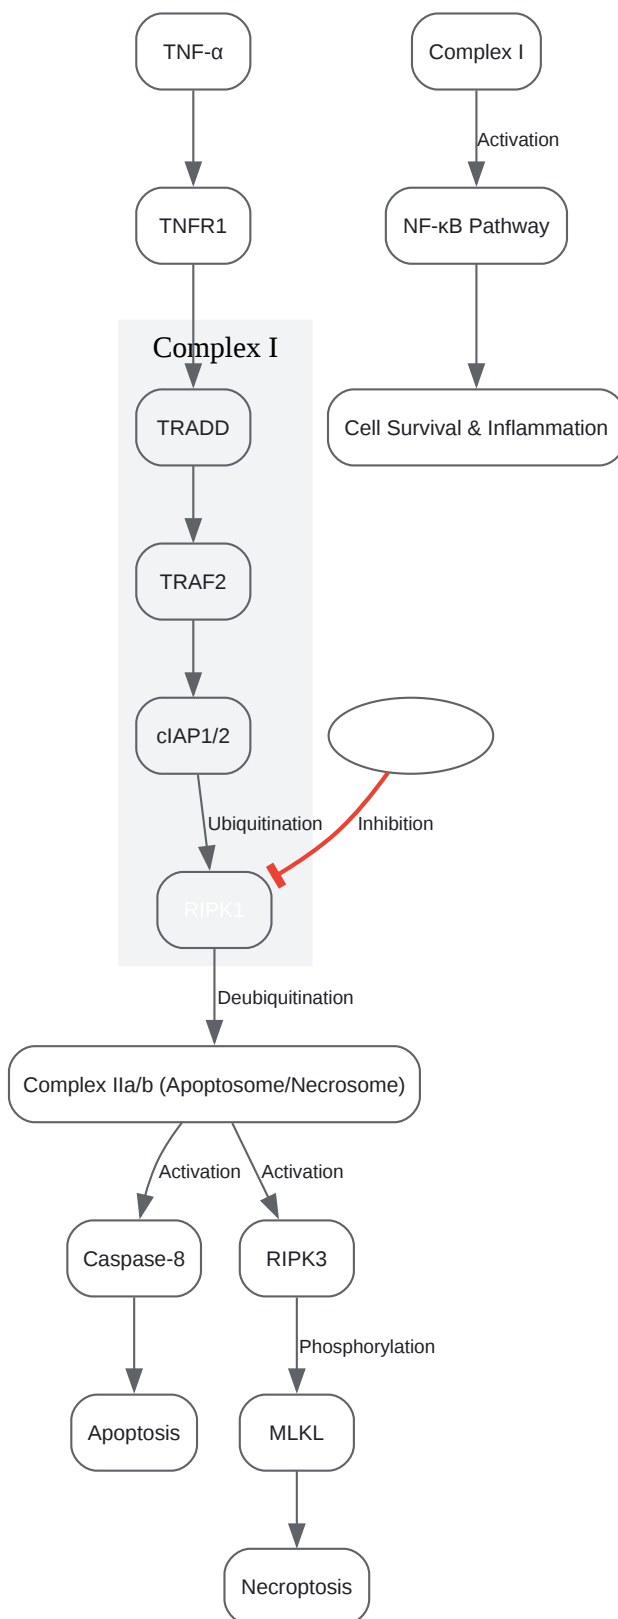 TNF-α
Complex I
Activation
TNFR1
NF-κB Pathway
Complex I
TRADD
Cell Survival & Inflammation
TRAF2
cIAP1/2
Ubiquitination
Inhibition
RIPK1
Deubiquitination
Complex IIa/b (Apoptosome/Necrosome)
Activation
Activation
Caspase-8
RIPK3
Phosphorylation
Apoptosis
MLKL
Necroptosis